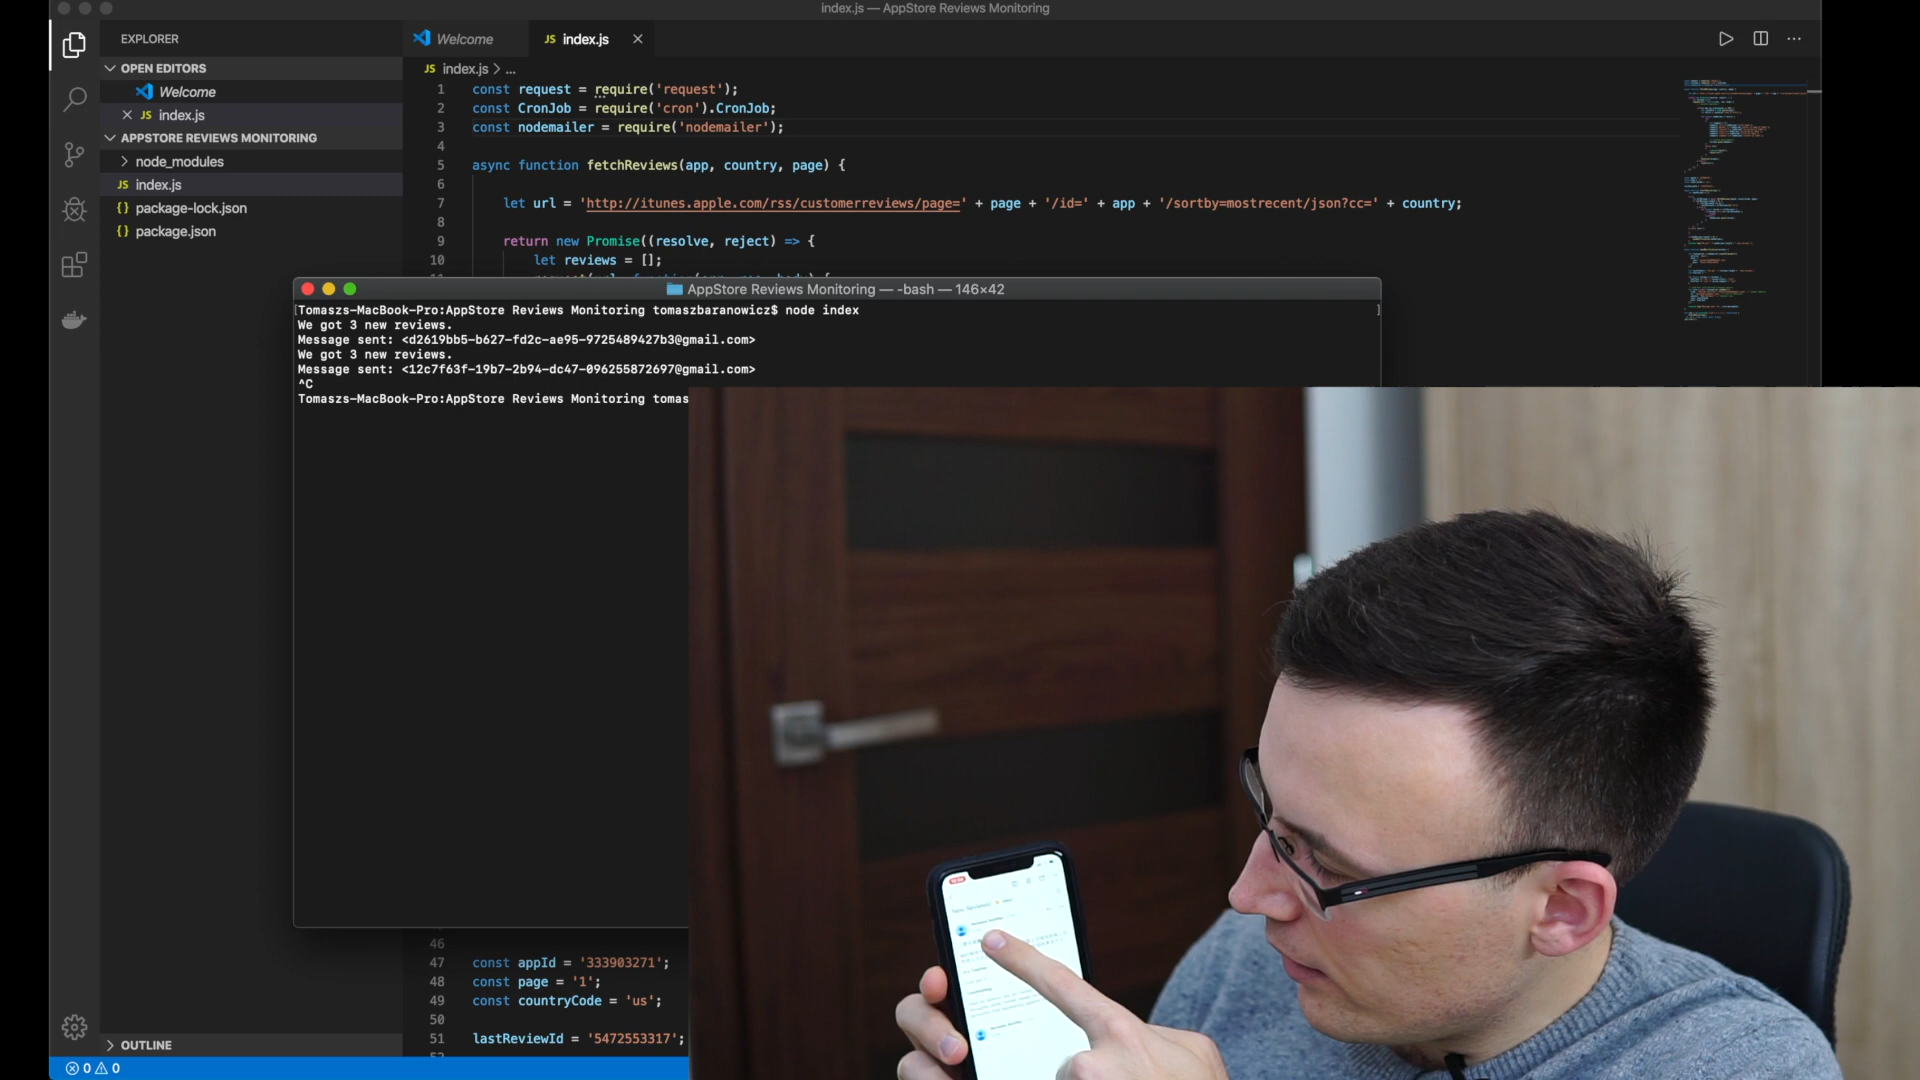 index.js — AppStore Reviews Monitoring
EXPLORER
OPEN EDITORS
Welcome
JS index.js
APPSTORE REVIEWS MONITORING
node_modules
JS index.js
{} package-lock.json
{} package.json
OUTLINE
0 0
Welcome
JS index.js
JS index.js > ...
1 const request = require('request');
2 const CronJob = require('cron').CronJob;
3 const nodemailer = require('nodemailer');
4
5 async function fetchReviews(app, country, page) {
6
7 let url = 'http://itunes.apple.com/rss/customerreviews/page=' + page + '/id=' + app + '/sortby=mostrecent/json?cc=' + country;
8
9 return new Promise((resolve, reject) => {
10 let reviews = [];
AppStore Reviews Monitoring — -bash — 146×42
[Tomaszs-MacBook-Pro:AppStore Reviews Monitoring tomaszbaranowicz$ node index ]
We got 3 new reviews.
Message sent: <d2619bb5-b627-fd2c-ae95-9725489427b3@gmail.com>
We got 3 new reviews.
Message sent: <12c7f63f-19b7-2b94-dc47-096255872697@gmail.com>
^C
Tomaszs-MacBook-Pro:AppStore Reviews Monitoring tomas
46
47 const appId = '333903271';
48 const page = '1';
49 const countryCode = 'us';
50
51 lastReviewId = '5472553317';